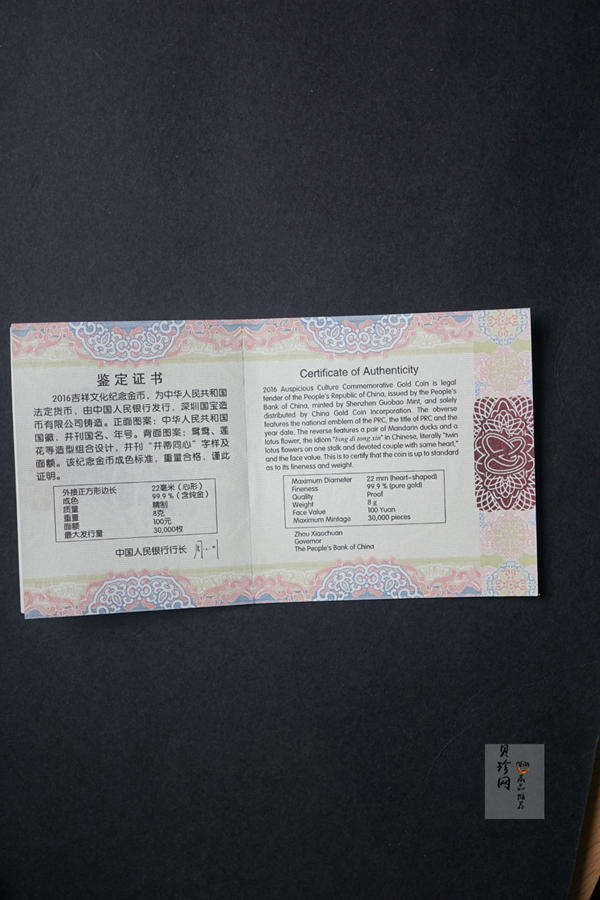 鉴定证书
2016吉祥文化纪念金币，为中华人民共和国
法定货币，由中国人民银行发行，深圳国宝造
币有限公司铸造。正面图案：中华人民共和国
国徽，并刊国名、年号。背面图案：鸳鸯、莲
花等造型组合设计，并刊“并蒂同心”字样及
面额。该纪念金币成色标准，重量合格，谨此
证明。
外接正方形边长 22毫米（心形）
成色 99.9%（含纯金）
质量 精制
重量 8克
面额 100元
最大发行量 30,000枚
中国人民银行行长
Certificate of Authenticity
2016 Auspicious Culture Commemorative Gold Coin is legal
tender of the People's Republic of China, issued by the People's
Bank of China, minted by Shenzhen Guobao Mint, and solely
distributed by China Gold Coin Incorporation. The obverse
features the national emblem of the PRC, the title of PRC and the
year date. The reverse features a pair of Mandarin ducks and a
lotus flower, the idiom "bing di tong xin" in Chinese, literally "twin
lotus flowers on one stalk and devoted couple with same heart,"
and the face value. This is to certify that the coin is up to standard
as to its fineness and weight.
Maximum Diameter 22 mm (heart-shaped)
Fineness 99.9 % (pure gold)
Quality Proof
Weight 8 g
Face Value 100 Yuan
Maximum Mintage 30,000 pieces
Zhou Xiaochuan
Governor
The People's Bank of China
贝珍网
藏品推荐